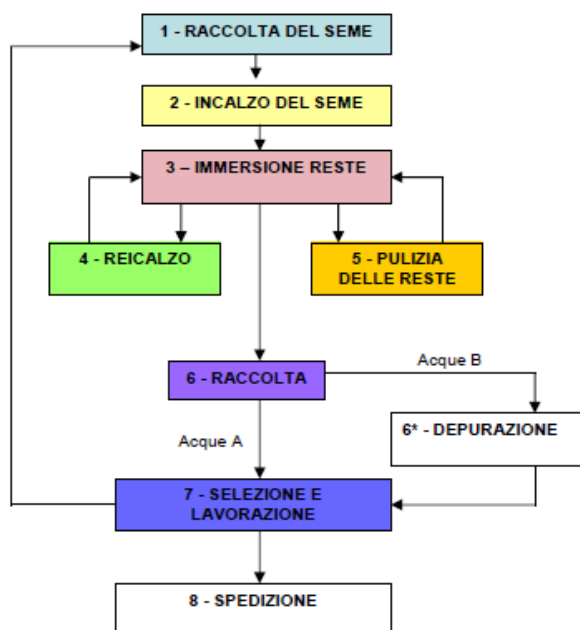 1 - RACCOLTA DEL SEME
2 - INCALZO DEL SEME
3 – IMMERSIONE RESTE
4 - REICALZO
5 - PULIZIA
DELLE RESTE
6 - RACCOLTA
Acque B
6* - DEPURAZIONE
Acque A
7 - SELEZIONE E
LAVORAZIONE
8 - SPEDIZIONE